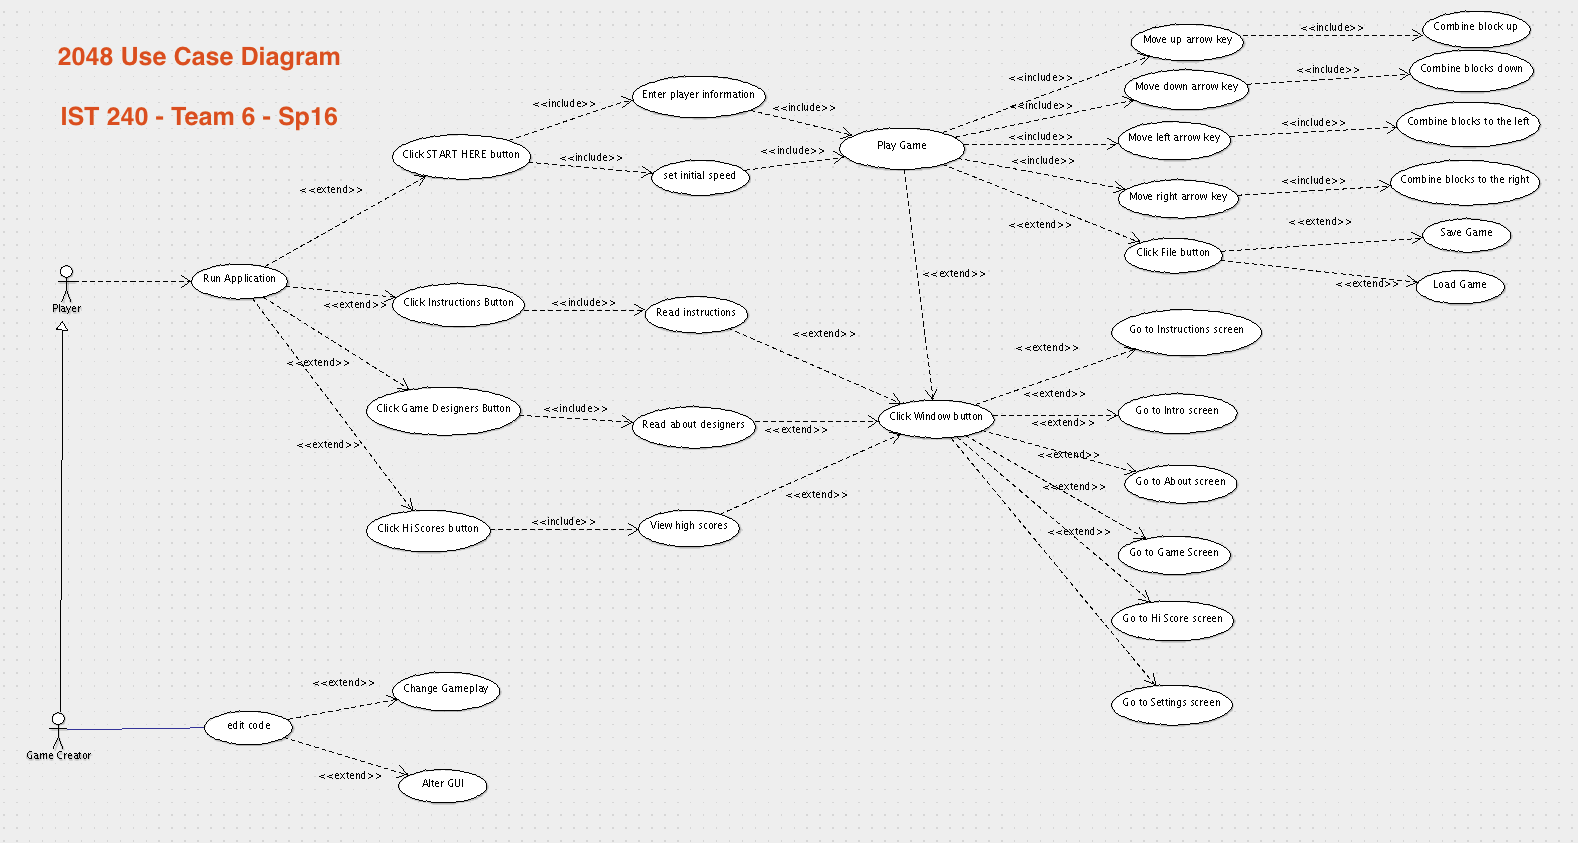 2048 Use Case Diagram
IST 240 - Team 6 - Sp16
Move up arrow key
<<include>>
Combine block up
<<include>>
Move down arrow key
<<include>>
Combine blocks down
<<include>>
Enter player information
<<include>>
<<include>>
Move left arrow key
<<include>>
Combine blocks to the left
<<include>>
Click START HERE button
<<include>>
set initial speed
<<include>>
Play Game
<<include>>
Move right arrow key
<<include>>
Combine blocks to the right
<<extend>>
<<extend>>
Click File button
<<extend>>
Save Game
<<extend>>
Load Game
<<extend>>
Player
Run Application
<<extend>>
Click Instructions Button
<<include>>
Read instructions
<<extend>>
<<extend>>
Go to Instructions screen
<<extend>>
Click Game Designers Button
<<include>>
Read about designers
<<extend>>
Click Window button
<<extend>>
Go to Intro screen
<<extend>>
<<extend>>
Go to About screen
<<extend>>
Click HiScores button
<<include>>
View high scores
<<extend>>
<<extend>>
Go to Game Screen
<<extend>>
Go to Hi Score screen
Go to Settings screen
<<extend>>
Change Gameplay
edit code
Game Creator
<<extend>>
Alter GUI